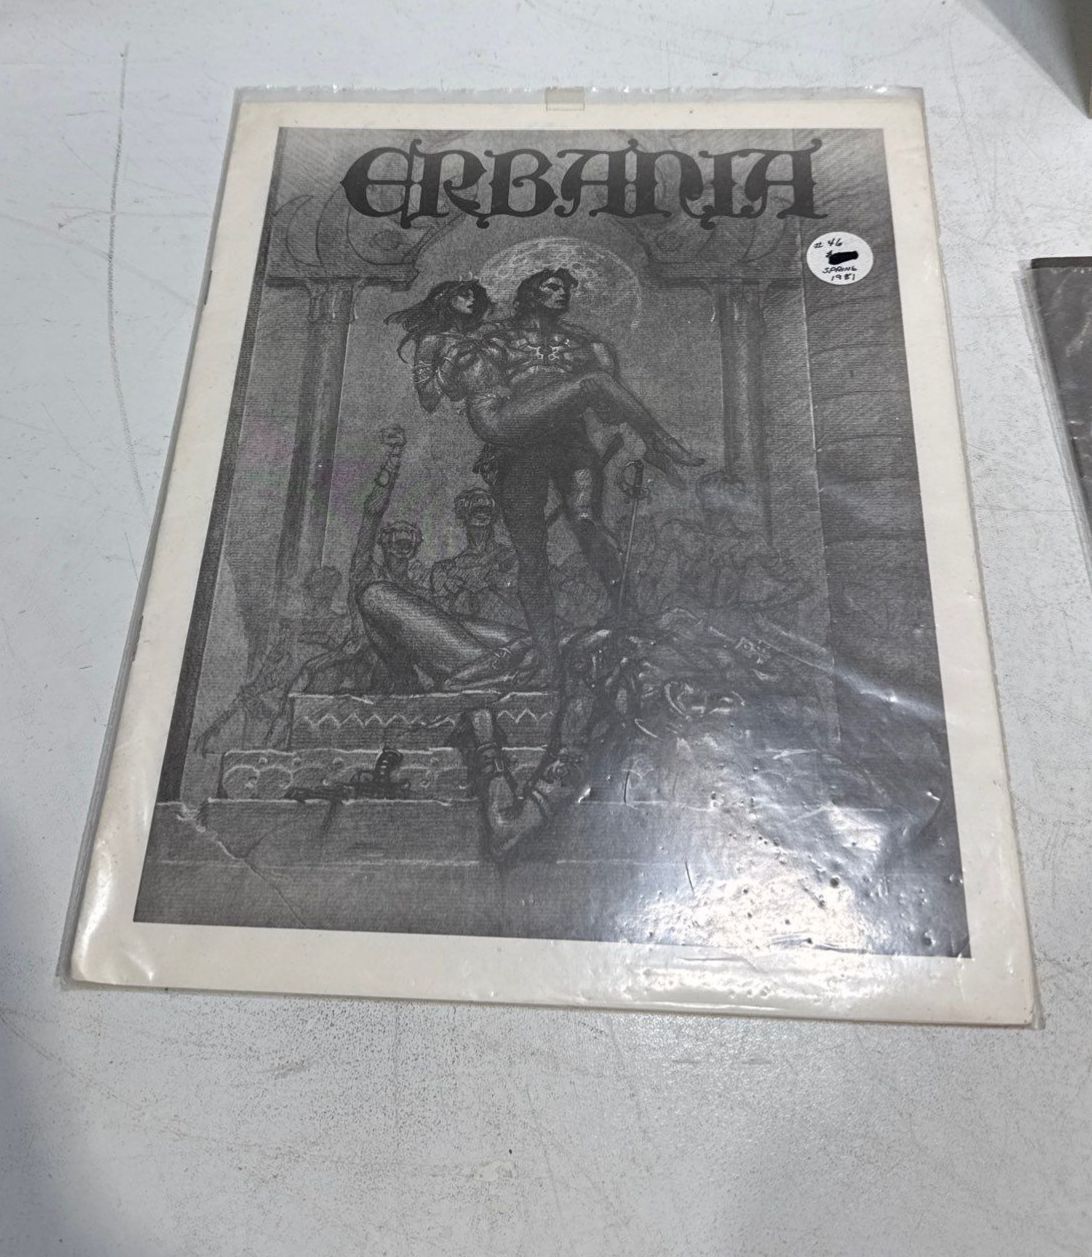 ERBANIA
# 46
SPRING
1981